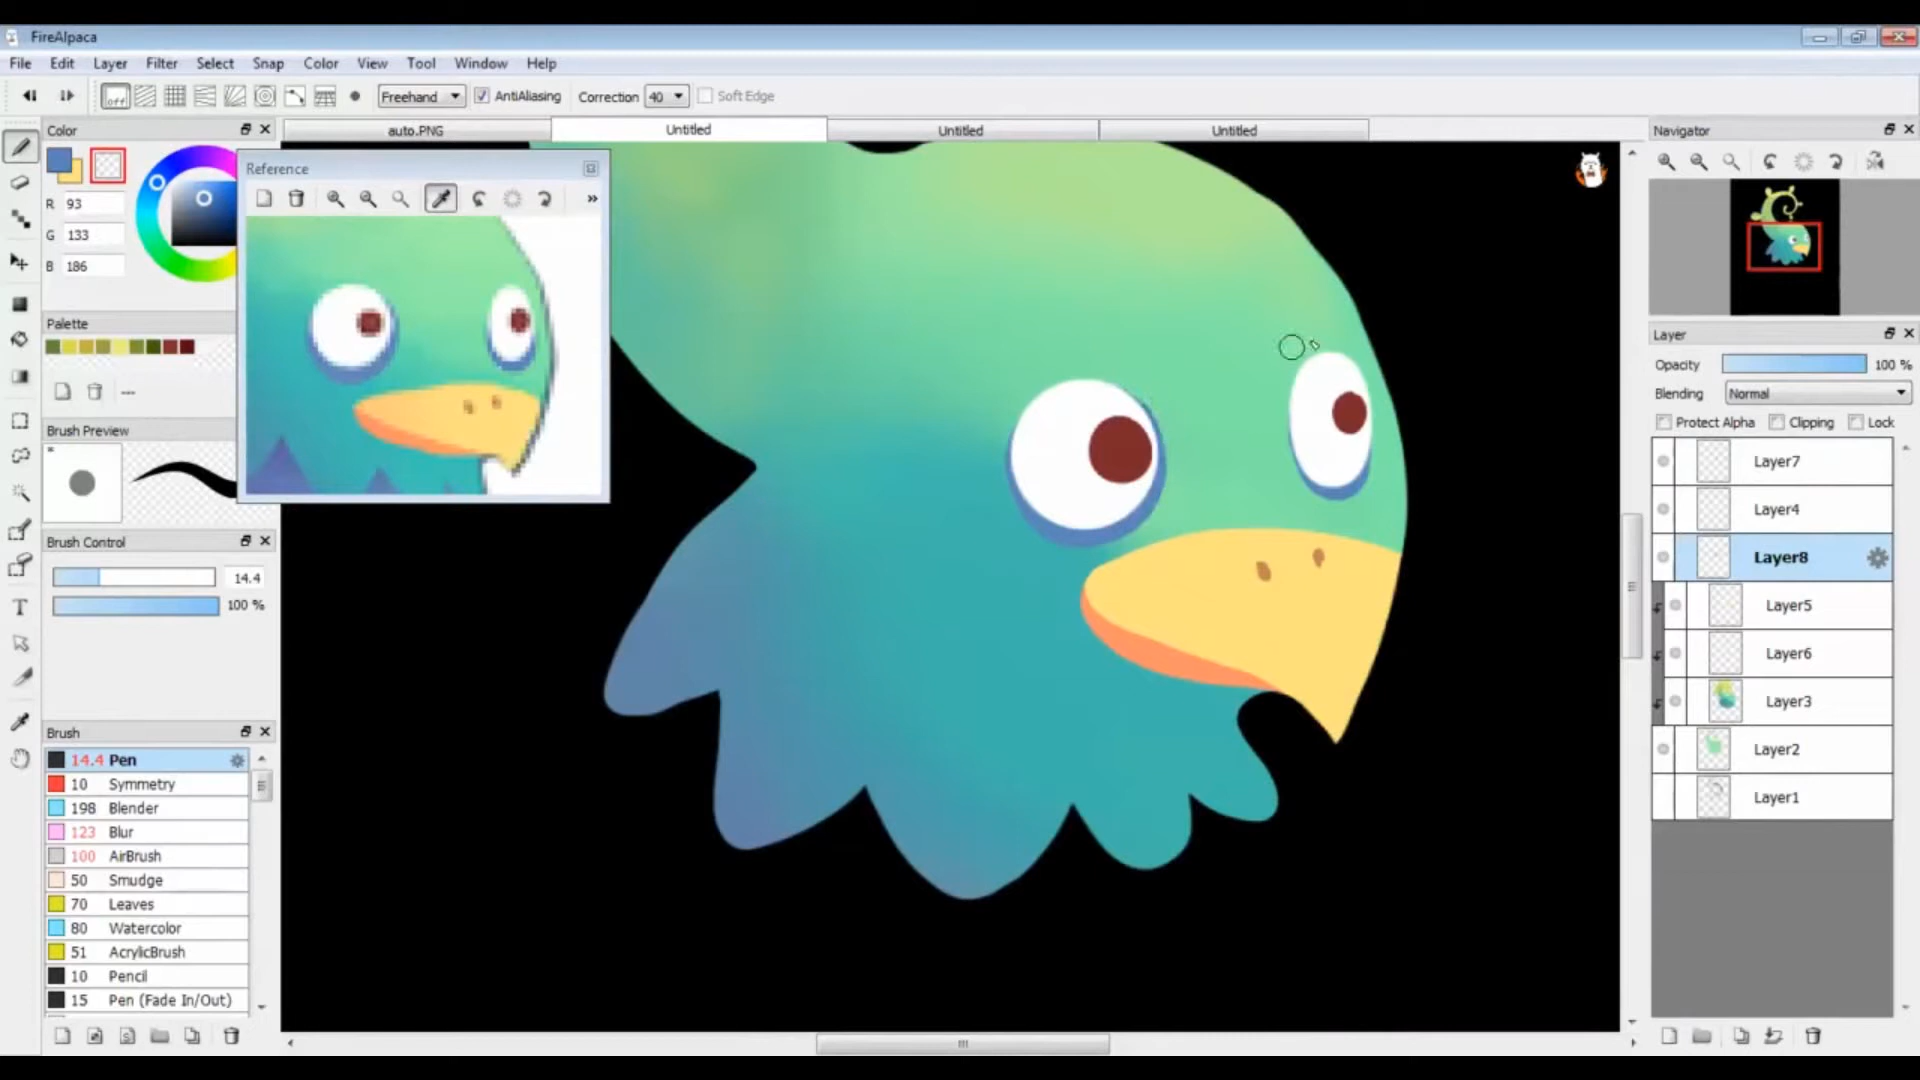 FireAlpaca
File Edit Layer Filter Select Snap Color View Tool Window Help
off Freehand AntiAliasing Correction 40 Soft Edge
Color
auto.PNG Untitled Untitled Untitled
Navigator
Reference
R 93
G 133
B 186
Palette
---
Brush Preview
Brush Control
14.4
100 %
Brush
14.4 Pen
10 Symmetry
198 Blender
123 Blur
100 AirBrush
50 Smudge
70 Leaves
80 Watercolor
51 AcrylicBrush
10 Pencil
15 Pen (Fade In/Out)
Layer
Opacity 100 %
Blending Normal
Protect Alpha Clipping Lock
Layer7
Layer4
Layer8
Layer5
Layer6
Layer3
Layer2
Layer1